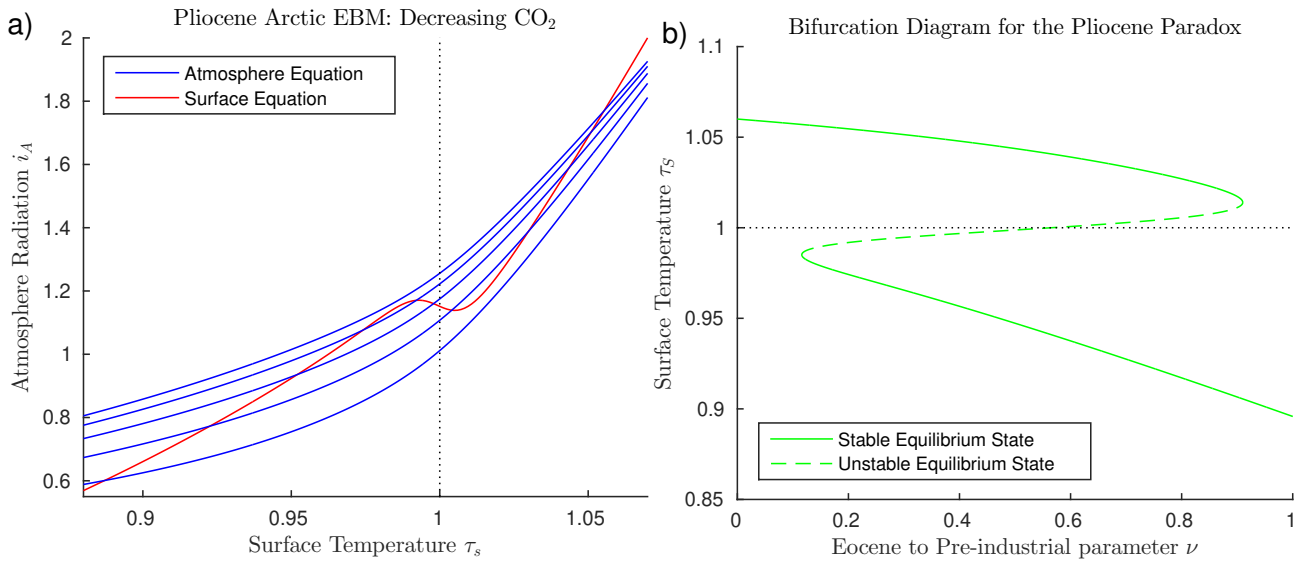 a)
Pliocene Arctic EBM: Decreasing CO₂
Atmosphere Equation
Surface Equation
Atmosphere Radiation i_A
2
1.8
1.6
1.4
1.2
1
0.8
0.6
0.9
0.95
1
1.05
Surface Temperature τ_s
b)
Bifurcation Diagram for the Pliocene Paradox
Surface Temperature τ_S
1.1
1.05
1
0.95
0.9
0.85
Stable Equilibrium State
Unstable Equilibrium State
0
0.2
0.4
0.6
0.8
1
Eocene to Pre-industrial parameter ν